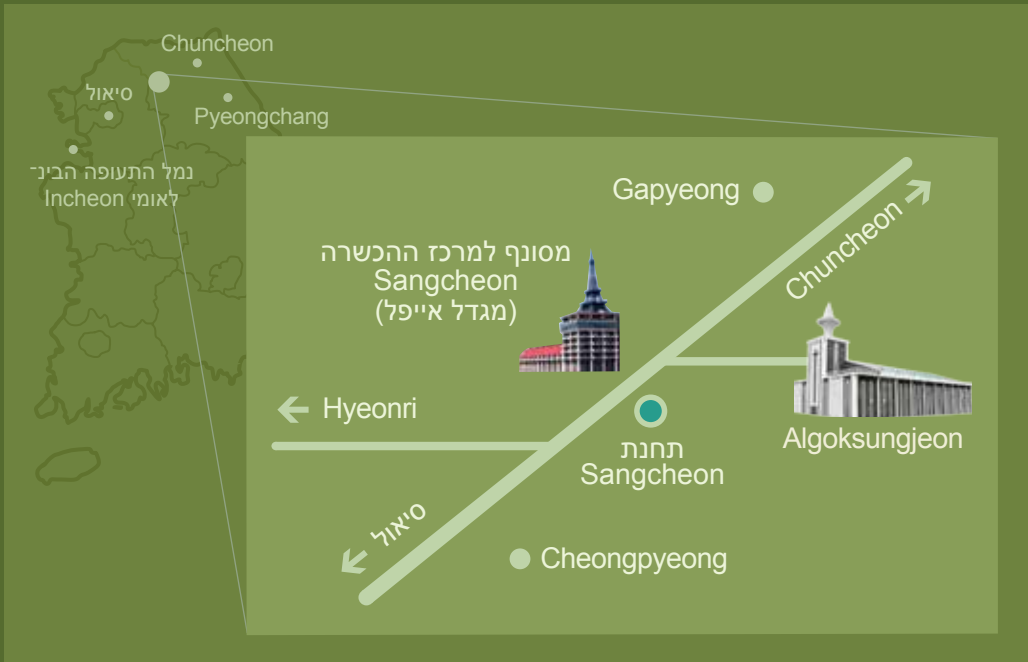 Chuncheon
סיאול
Pyeongchang
נמל התעופה הבינ־
לאומי Incheon
Gapyeong
Chuncheon
מסונף למרכז ההכשרה
Sangcheon
(מגדל אייפל)
Hyeonri
Algoksungjeon
תחנת
Sangcheon
סיאול
Cheongpyeong